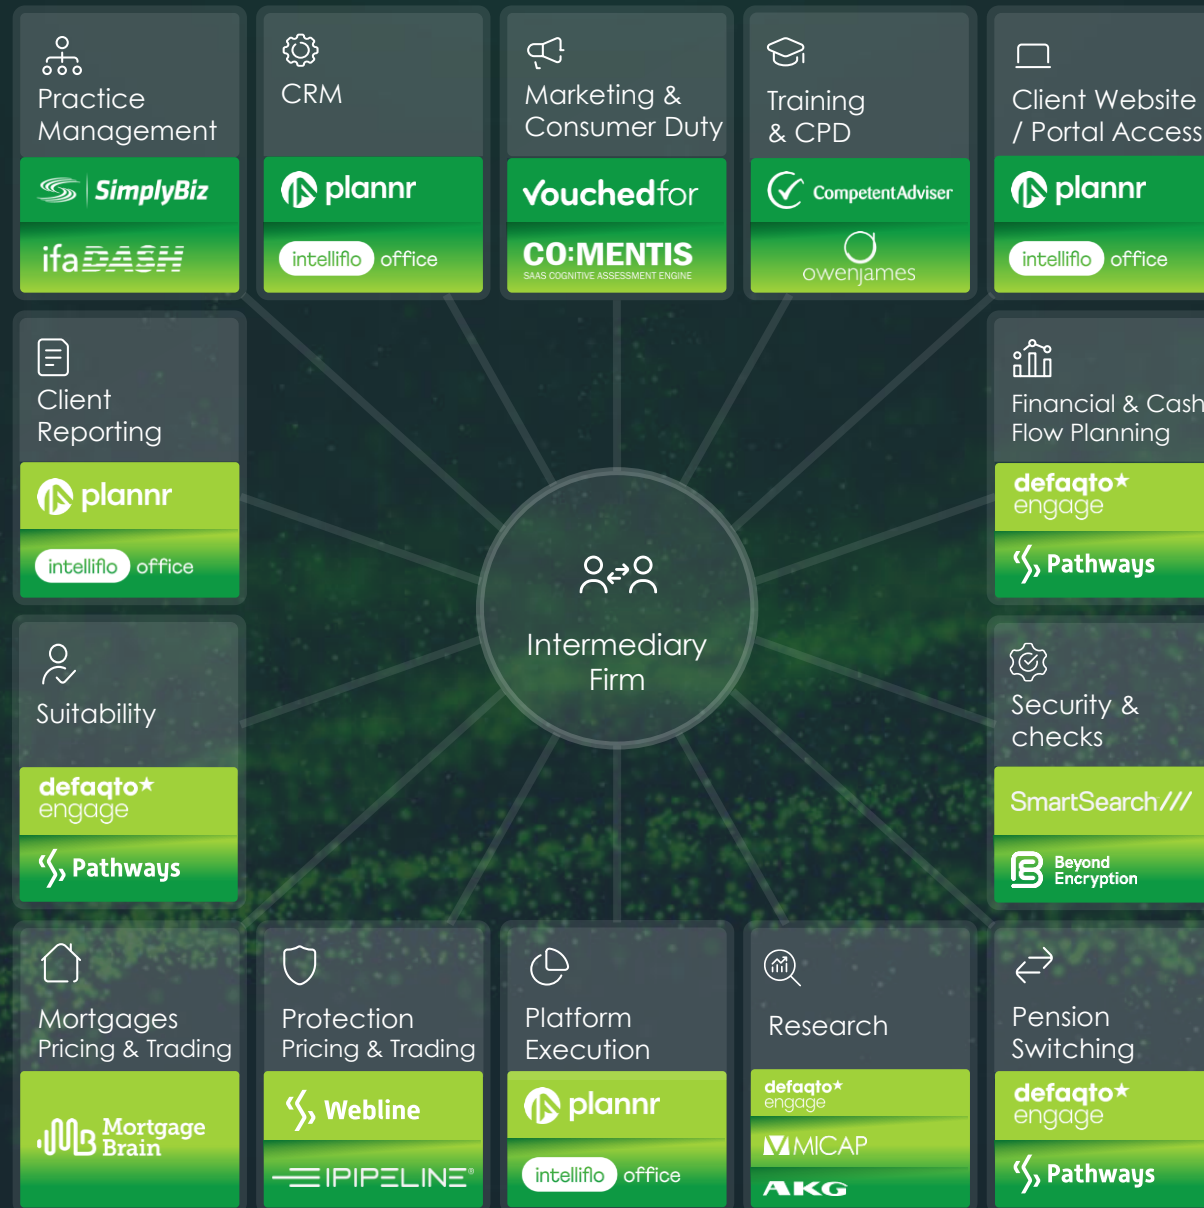 Practice
Management
SimplyBiz
ifaDASH
CRM
plannr
intelliflo office
Marketing &
Consumer Duty
Vouchedfor
CO:MENTIS
SAAS COGNITIVE ASSESSMENT ENGINE
Training
& CPD
CompetentAdviser
owenjames
Client Website
/ Portal Access
plannr
intelliflo office
Client
Reporting
plannr
intelliflo office
Financial & Cash
Flow Planning
defaqto
engage
Pathways
Intermediary
Firm
Suitability
defaqto
engage
Pathways
Security &
checks
SmartSearch///
Beyond
Encryption
Mortgages
Pricing & Trading
Mortgage
Brain
Protection
Pricing & Trading
Webline
IPIPELINE®
Platform
Execution
plannr
intelliflo office
Research
defaqto
engage
MICAP
AKG
Pension
Switching
defaqto
engage
Pathways